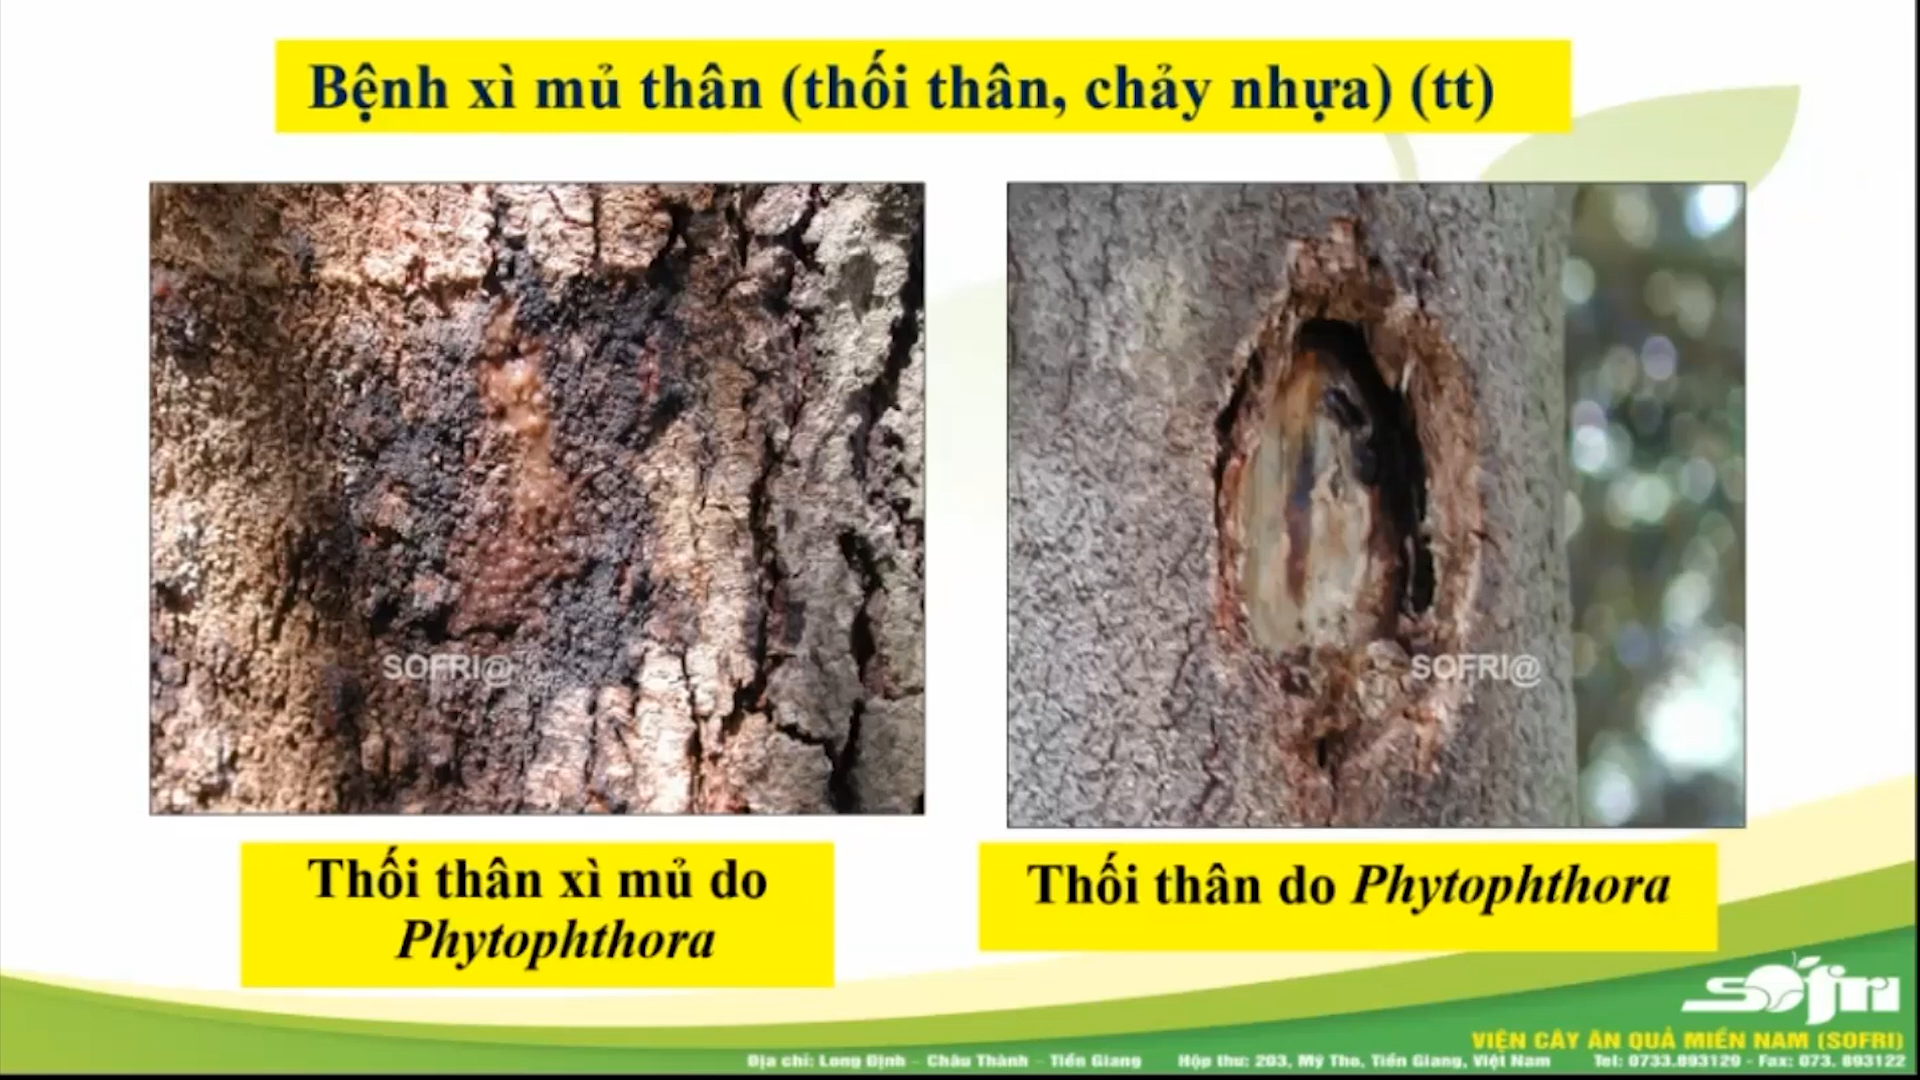 Bệnh xì mủ thân (thối thân, chảy nhựa) (tt)
SOFRI@
SOFRI@
Thối thân xì mủ do
Phytophthora
Thối thân do Phytophthora
sofri
VIỆN CÂY ĂN QUẢ MIỀN NAM (SOFRI)
Địa chỉ: Long Định - Châu Thành - Tiền Giang Hộp thư: 203, Mỹ Tho, Tiền Giang, Việt Nam Tel: 0733.893129 - Fax: 073. 893122